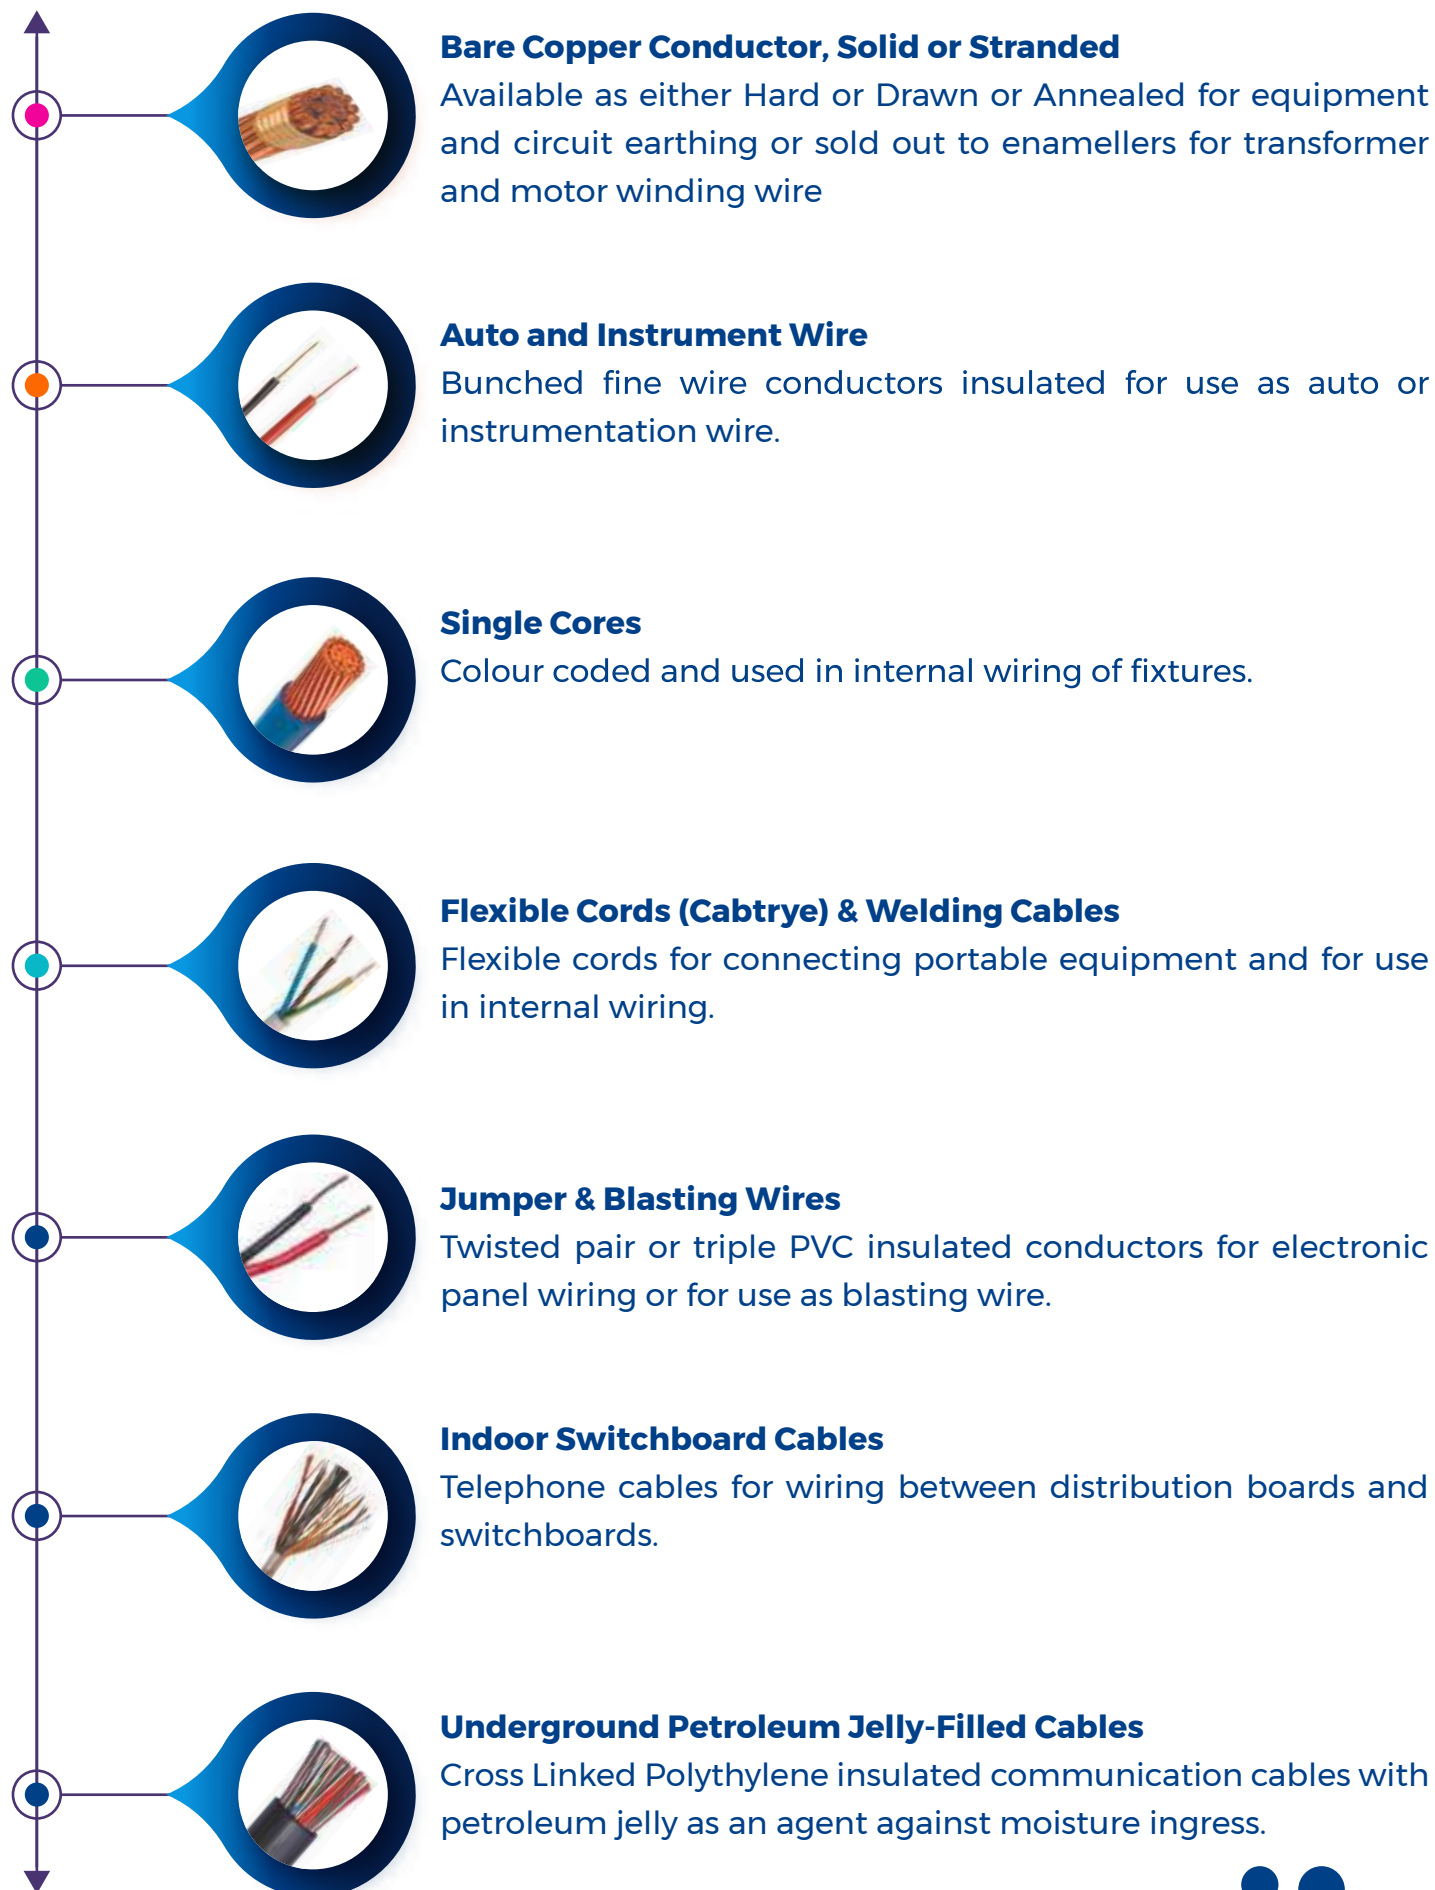 Bare Copper Conductor, Solid or Stranded
Available as either Hard or Drawn or Annealed for equipment
and circuit earthing or sold out to enamellers for transformer
and motor winding wire
Auto and Instrument Wire
Bunched fine wire conductors insulated for use as auto or
instrumentation wire.
Single Cores
Colour coded and used in internal wiring of fixtures.
Flexible Cords (Cabtrye) & Welding Cables
Flexible cords for connecting portable equipment and for use
in internal wiring.
Jumper & Blasting Wires
Twisted pair or triple PVC insulated conductors for electronic
panel wiring or for use as blasting wire.
Indoor Switchboard Cables
Telephone cables for wiring between distribution boards and
switchboards.
Underground Petroleum Jelly-Filled Cables
Cross Linked Polythylene insulated communication cables with
petroleum jelly as an agent against moisture ingress.